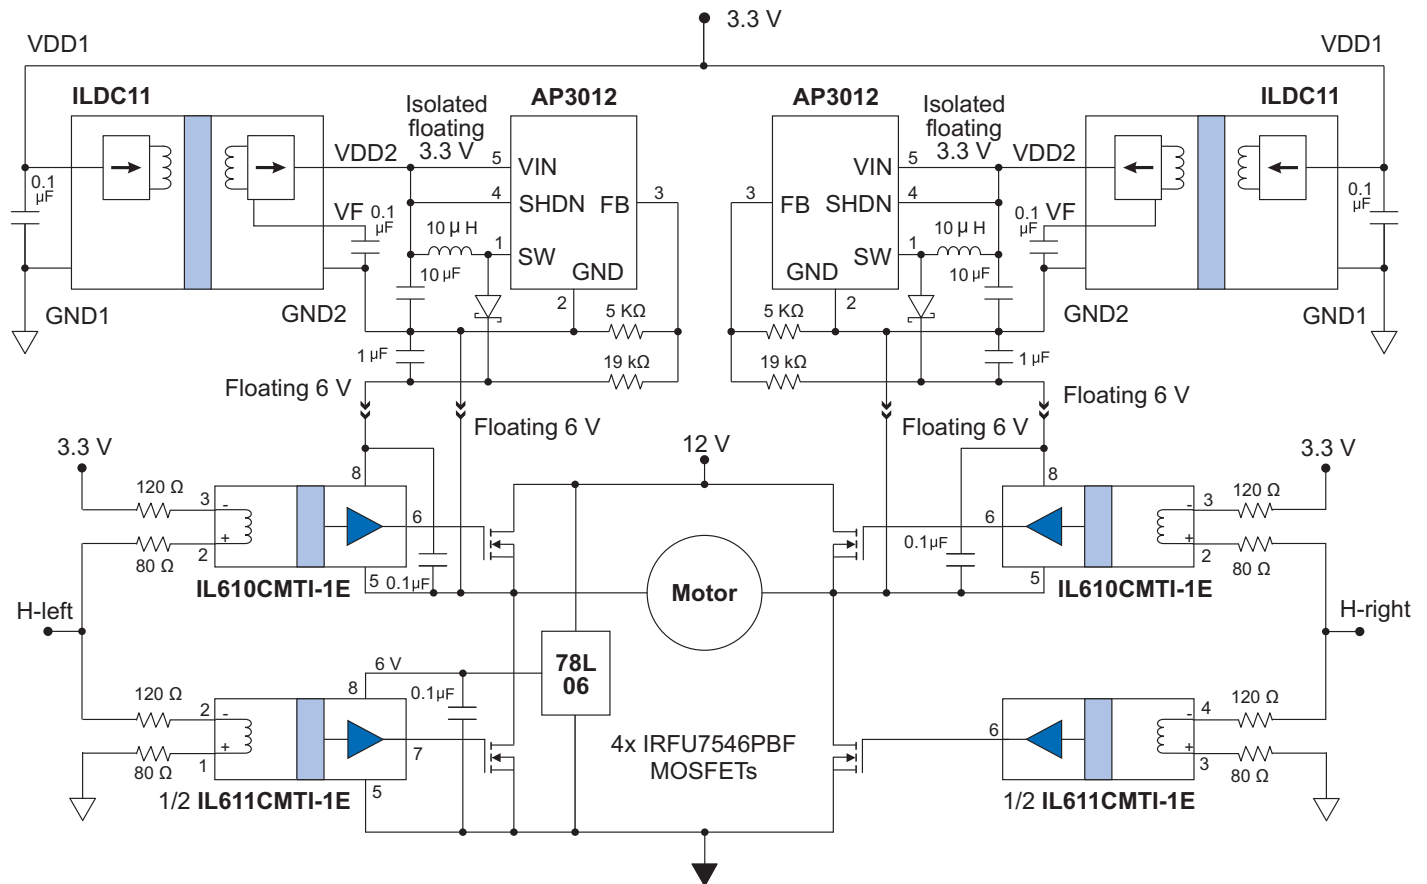 3.3 V
VDD1
VDD1
ILDC11
AP3012
AP3012
ILDC11
Isolated
floating
3.3 V
Isolated
floating
3.3 V
VDD2
5
VIN
VIN
5
VDD2
0.1
µF
4
SHDN
FB
3
3
FB
SHDN
4
0.1
µF
VF
0.1
µF
0.1
µF
VF
10 µH
1
SW
SW
1
10 µH
10 µF
GND
GND
10 µF
2
2
GND1
GND2
5 KΩ
5 KΩ
GND2
GND1
1 µF
19 kΩ
19 kΩ
1 µF
Floating 6 V
Floating 6 V
Floating 6 V
Floating 6 V
12 V
3.3 V
3.3 V
8
8
120 Ω
3
-
6
6
-
3
120 Ω
+
2
80 Ω
0.1µF
+
2
80 Ω
5
0.1µF
5
IL610CMTI-1E
Motor
IL610CMTI-1E
H-left
H-right
78L
06
6 V
8
0.1µF
120 Ω
2
-
7
6
-
4
120 Ω
+
1
80 Ω
+
3
80 Ω
4x IRFU7546PBF
MOSFETs
5
1/2 IL611CMTI-1E
1/2 IL611CMTI-1E